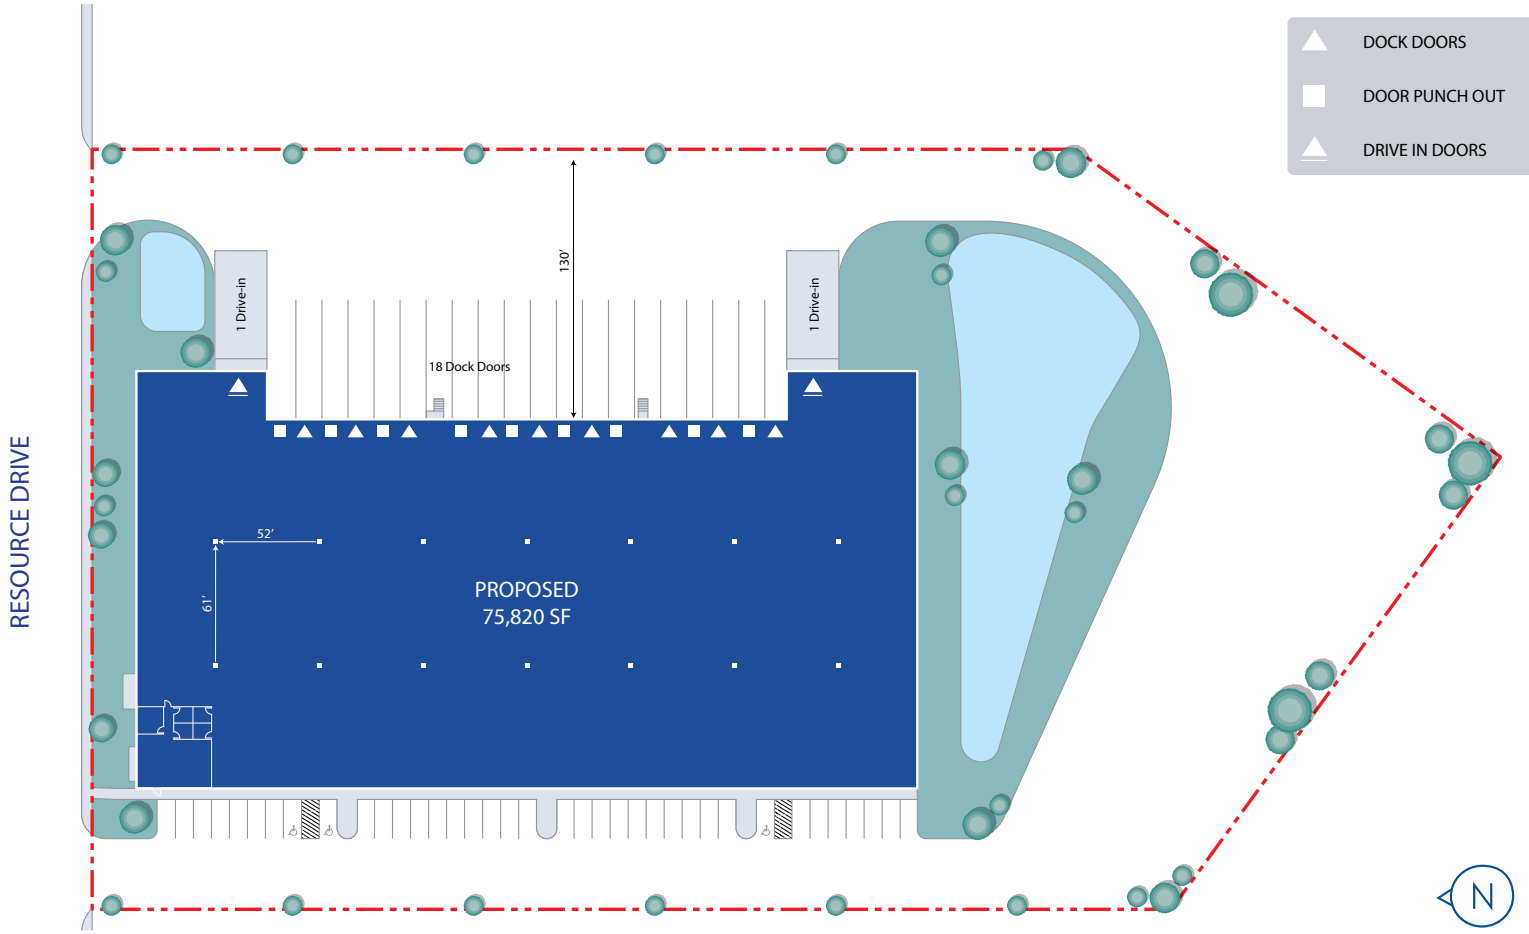 DOCK DOORS
DOOR PUNCH OUT
DRIVE IN DOORS
130’
1 Drive-in
1 Drive-in
18 Dock Doors
RESOURCE DRIVE
52’
61’
PROPOSED
75,820 SF
N